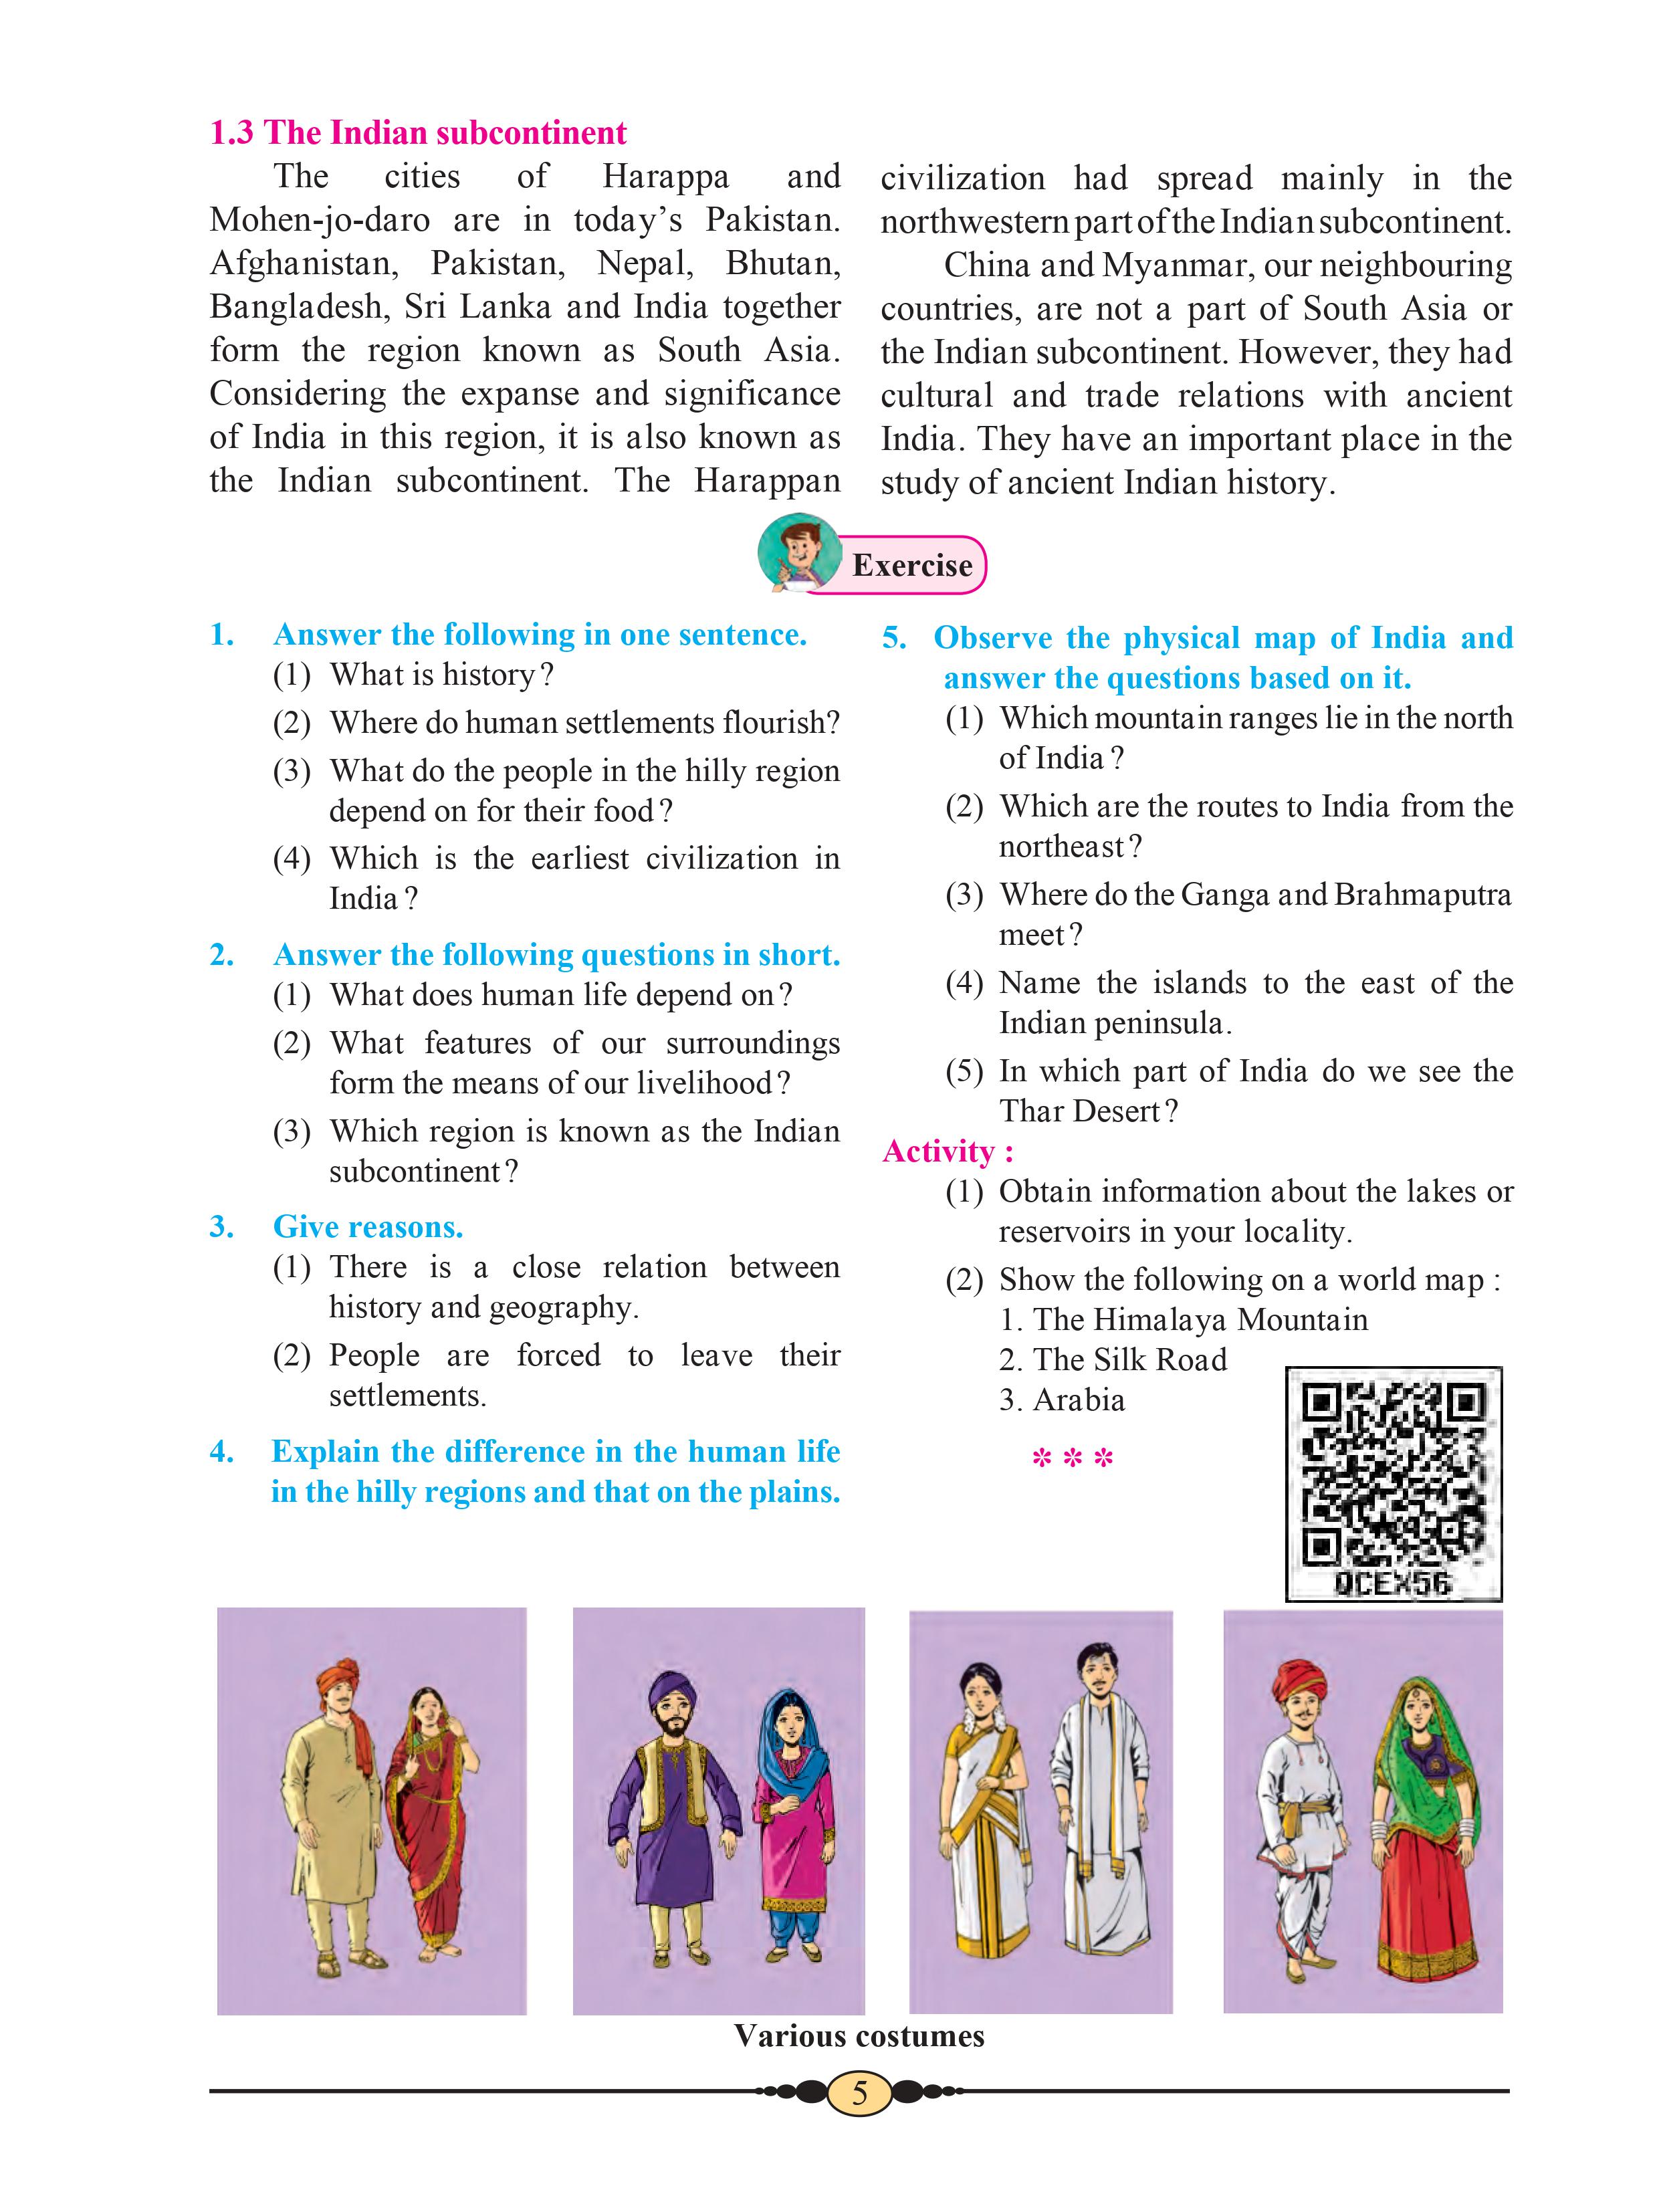 1.3 The Indian subcontinent
The cities of Harappa and
Mohen-jo-daro are in today’s Pakistan.
Afghanistan, Pakistan, Nepal, Bhutan,
Bangladesh, Sri Lanka and India together
form the region known as South Asia.
Considering the expanse and significance
of India in this region, it is also known as
the Indian subcontinent. The Harappan
civilization had spread mainly in the
northwestern part of the Indian subcontinent.
China and Myanmar, our neighbouring
countries, are not a part of South Asia or
the Indian subcontinent. However, they had
cultural and trade relations with ancient
India. They have an important place in the
study of ancient Indian history.
Exercise
1. Answer the following in one sentence.
(1) What is history?
(2) Where do human settlements flourish?
(3) What do the people in the hilly region
depend on for their food?
(4) Which is the earliest civilization in
India?
2. Answer the following questions in short.
(1) What does human life depend on?
(2) What features of our surroundings
form the means of our livelihood?
(3) Which region is known as the Indian
subcontinent?
3. Give reasons.
(1) There is a close relation between
history and geography.
(2) People are forced to leave their
settlements.
4. Explain the difference in the human life
in the hilly regions and that on the plains.
5. Observe the physical map of India and
answer the questions based on it.
(1) Which mountain ranges lie in the north
of India?
(2) Which are the routes to India from the
northeast?
(3) Where do the Ganga and Brahmaputra
meet?
(4) Name the islands to the east of the
Indian peninsula.
(5) In which part of India do we see the
Thar Desert?
Activity :
(1) Obtain information about the lakes or
reservoirs in your locality.
(2) Show the following on a world map :
1. The Himalaya Mountain
2. The Silk Road
3. Arabia
* * *
QCEX56
Various costumes
5